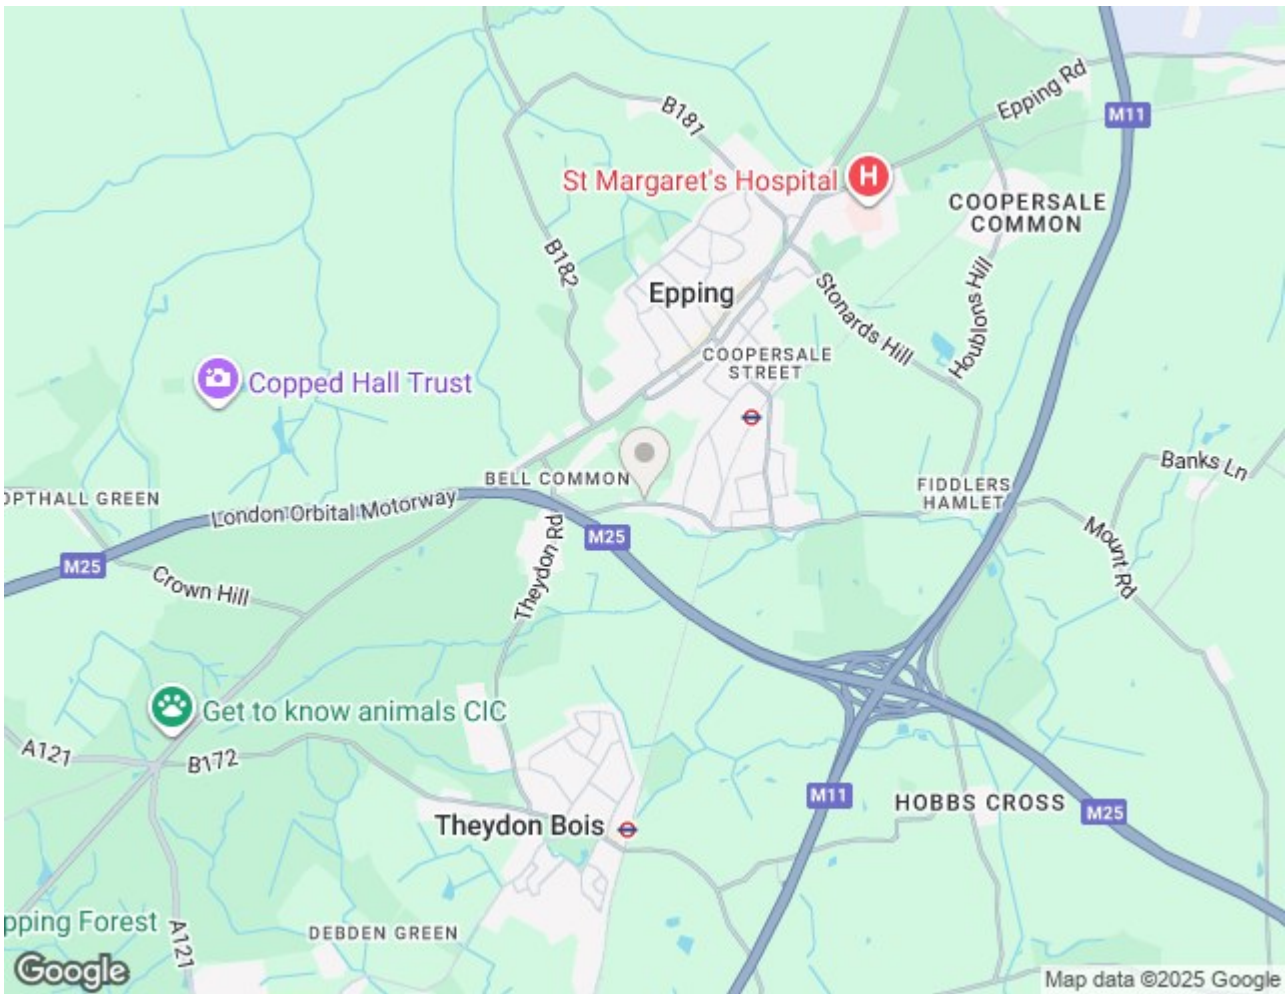 B181
Epping Rd
M11
St Margaret's Hospital
H
COOPERSALE
COMMON
B182
Epping
Stonards Hill
Houblons Hill
COOPERSALE
STREET
Copped Hall Trust
BELL COMMON
Banks Ln
OPTHALL GREEN
FIDDLERS
HAMLET
London Orbital Motorway
M25
M25
Theydon Rd
Mount Rd
Crown Hill
Get to know animals CIC
A121
B172
M11
HOBBS CROSS
M25
Theydon Bois
pping Forest
A121
DEBDEN GREEN
Google
Map data ©2025 Google